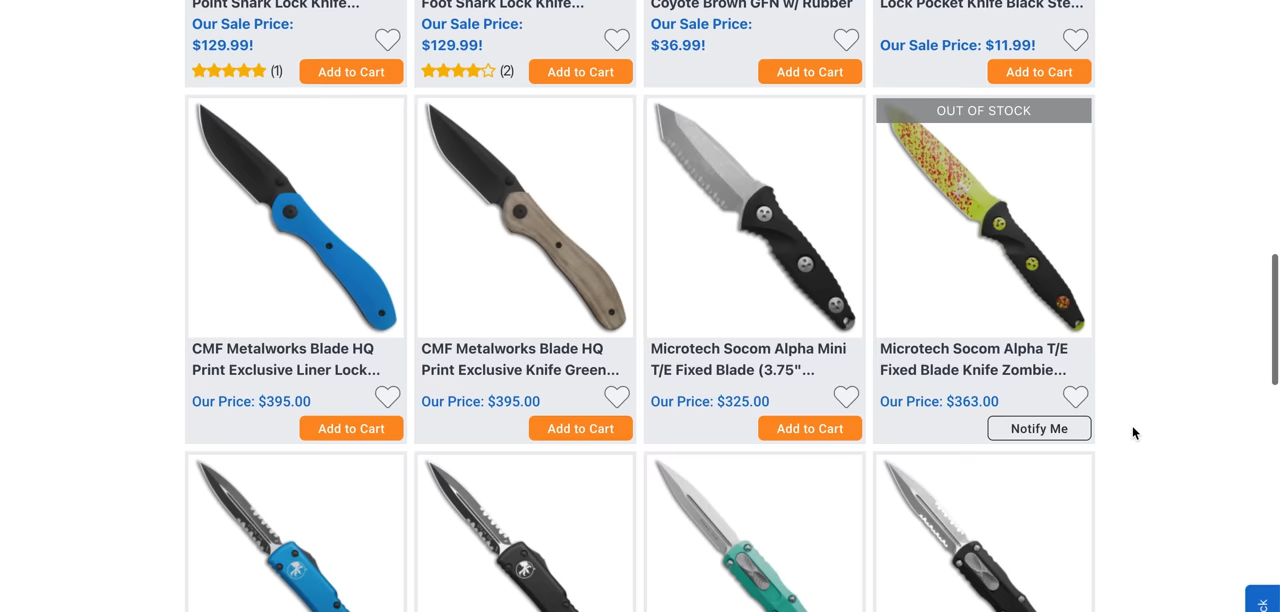 Point Shark Lock Knife...
Foot Shark Lock Knife...
Coyote Brown GFN w/ Rubber
Lock Pocket Knife Black Ste...
Our Sale Price:
$129.99!
Our Sale Price:
$129.99!
Our Sale Price:
$36.99!
Our Sale Price: $11.99!
(1)
Add to Cart
(2)
Add to Cart
Add to Cart
Add to Cart
OUT OF STOCK
CMF Metalworks Blade HQ
Print Exclusive Liner Lock...
CMF Metalworks Blade HQ
Print Exclusive Knife Green...
Microtech Socom Alpha Mini
T/E Fixed Blade (3.75"...
Microtech Socom Alpha T/E
Fixed Blade Knife Zombie...
Our Price: $395.00
Our Price: $395.00
Our Price: $325.00
Our Price: $363.00
Add to Cart
Add to Cart
Add to Cart
Notify Me